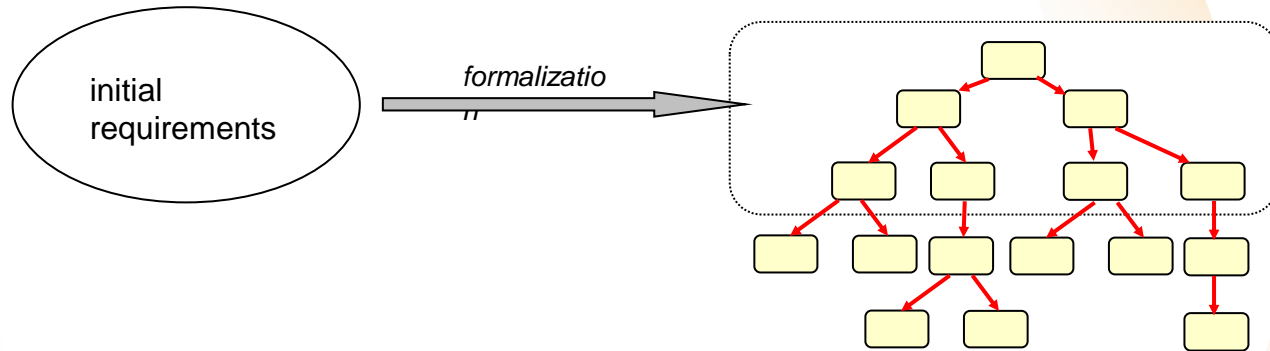 initial
requirements
formalizatio
n